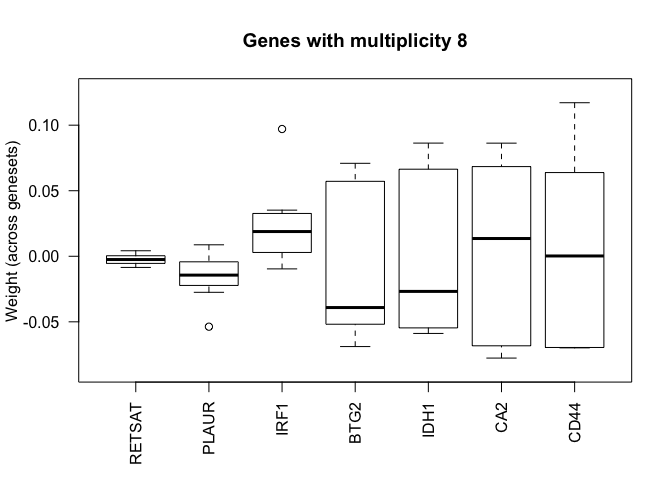 Genes with multiplicity 8
Weight (across genesets)
0.10
0.05
0.00
-0.05
RETSAT
PLAUR
IRF1
BTG2
IDH1
CA2
CD44